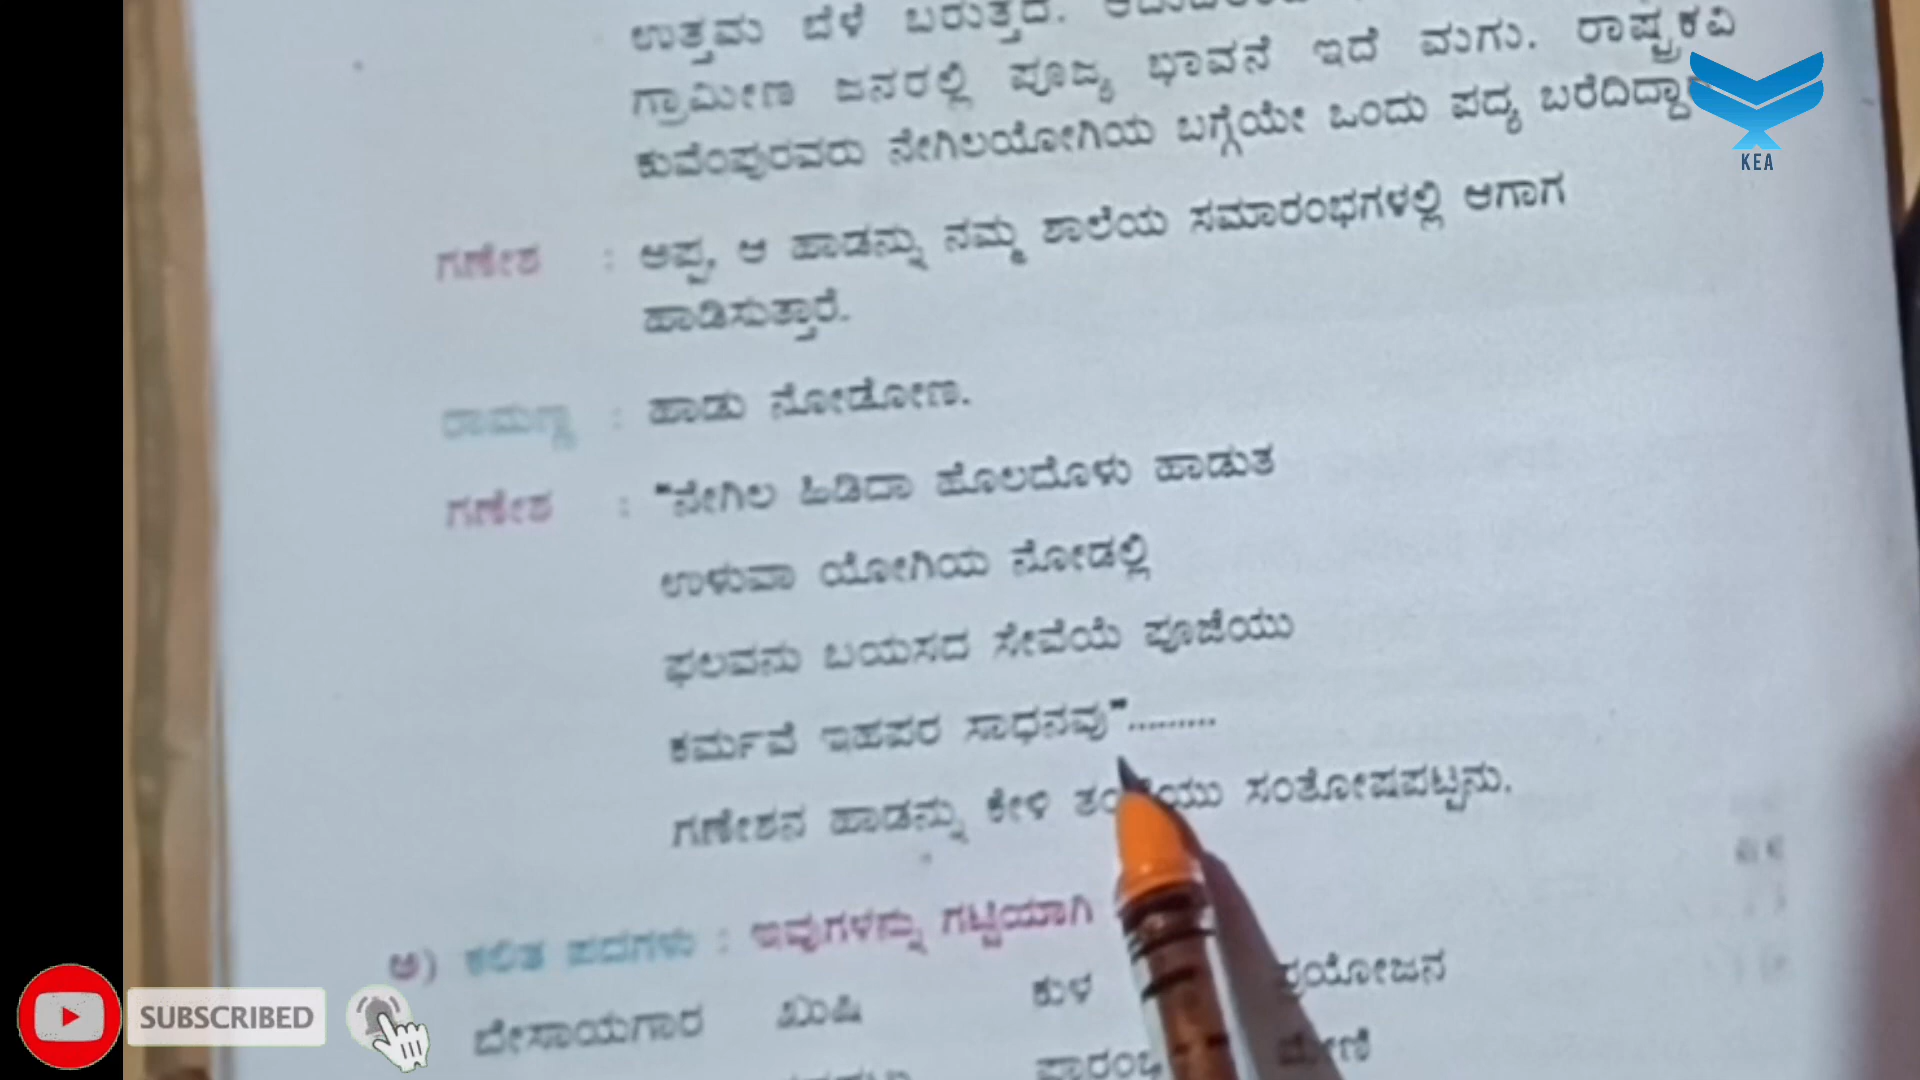 ಉತ್ತಮ ಬೆಳೆ ಬರುತ್ತದೆ.
ಗ್ರಾಮೀಣ ಜನರಲ್ಲಿ ಪೂಜ್ಯ ಭಾವನೆ ಇದೆ ಮಗು. ರಾಷ್ಟ್ರಕವಿ
ಕುವೆಂಪುರವರು ನೇಗಿಲಯೋಗಿಯ ಬಗ್ಗೆಯೇ ಒಂದು ಪದ್ಯ
KEA
ಗಣೇಶ : ಅಪ್ಪ, ಆ ಹಾಡನ್ನು ನಮ್ಮ ಶಾಲೆಯ ಸಮಾರಂಭಗಳಲ್ಲಿ ಆಗಾಗ
ಹಾಡಿಸುತ್ತಾರೆ.
ರಾಮಣ್ಣ : ಹಾಡು ನೋಡೋಣ.
ಗಣೇಶ : "ನೇಗಿಲ ಹಿಡಿದಾ ಹೊಲದೊಳು ಹಾಡುತ
ಉಳುವಾ ಯೋಗಿಯ ನೋಡಲ್ಲಿ
ಫಲವನು ಬಯಸದ ಸೇವೆಯೆ ಪೂಜೆಯು
ಕರ್ಮವೆ ಇಹಪರ ಸಾಧನವು".........
ಗಣೇಶನ ಹಾಡನ್ನು ಕೇಳಿ ಸಂತೋಷಪಟ್ಟನು.
ಅ) ಕಲಿತ ಪದಗಳು : ಇವುಗಳನ್ನು ಗಟ್ಟಿಯಾಗಿ
ಬೇಸಾಯಗಾರ ಖುಷಿ ಕುಳ ಪ್ರಯೋಜನ
SUBSCRIBED